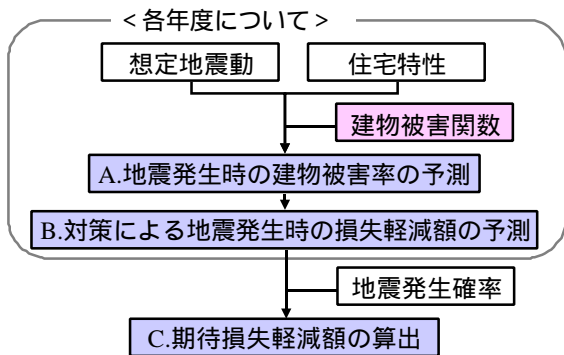 ＜各年度について＞
想定地震動
住宅特性
建物被害関数
A.地震発生時の建物被害率の予測
B.対策による地震発生時の損失軽減額の予測
地震発生確率
C.期待損失軽減額の算出